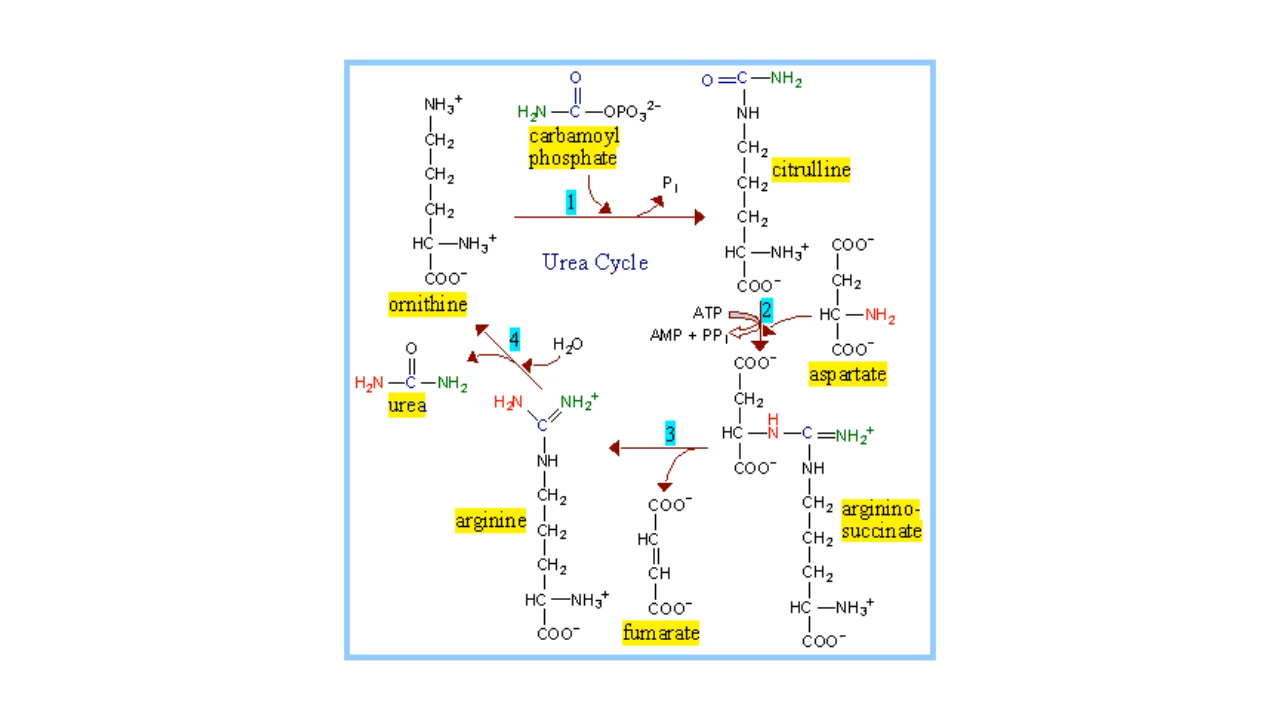 O
O =C—NH2
NH3+
H2N—C—OPO3 2–
NH
carbamoyl
phosphate
CH2
CH2
citrulline
CH2
CH2
CH2
CH2
1
Pi
HC—NH3+
HC—NH3+
COO–
Urea Cycle
COO–
CH2
COO–
ornithine
ATP
2
HC—NH2
AMP + PPi
COO–
aspartate
4
H2O
O
H2N—C—NH2
urea
COO–
CH2
H2N
NH2+
C
H
HC—N—C=NH2+
3
COO–
NH
NH
CH2
CH2
CH2
arginine
HC—NH3+
COO–
COO–
HC
CH
COO–
fumarate
CH2
CH2
CH2
arginino-
succinate
HC—NH3+
COO–